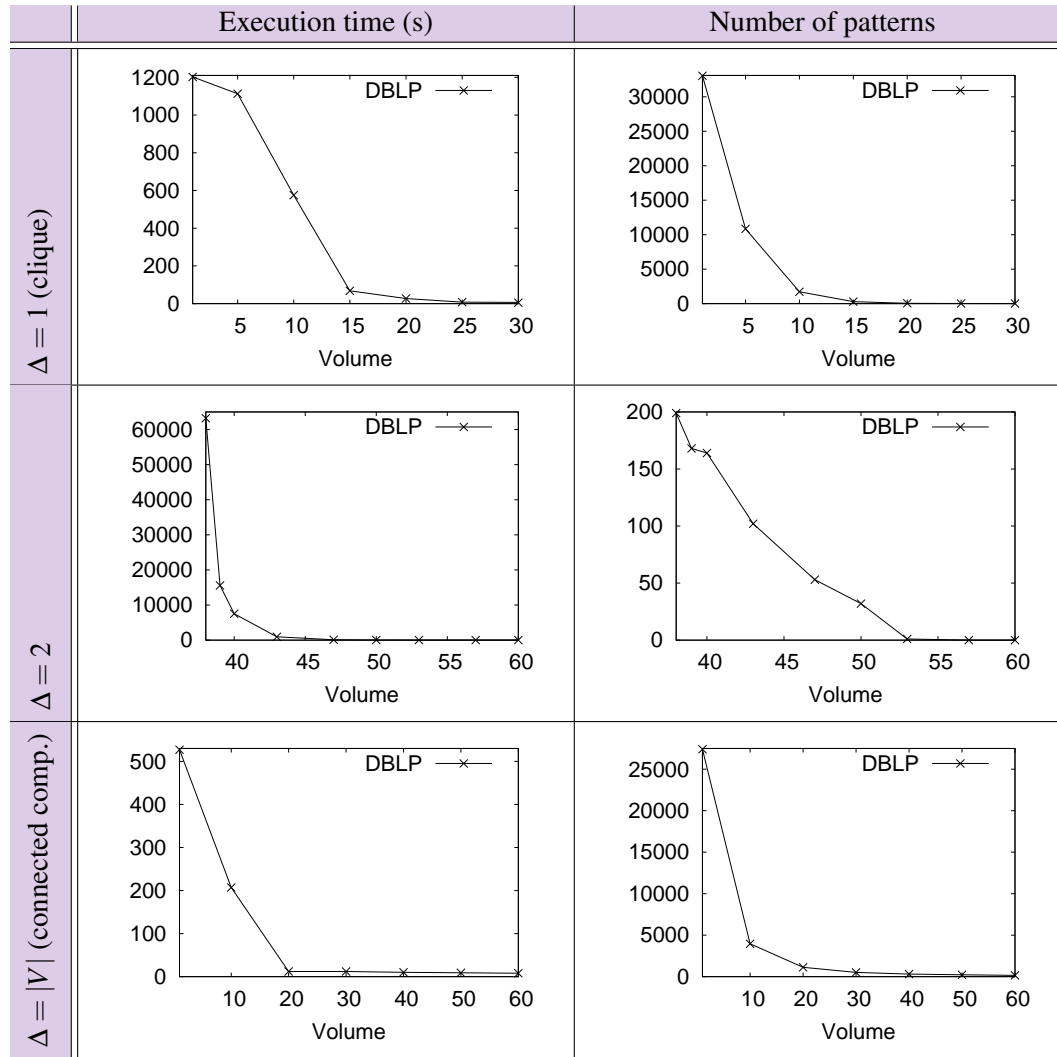 Execution time (s)
Number of patterns
Δ = 1 (clique)
DBLP
1200
1000
800
600
400
200
0
5 10 15 20 25 30
Volume
DBLP
30000
25000
20000
15000
10000
5000
0
5 10 15 20 25 30
Volume
Δ = 2
DBLP
60000
50000
40000
30000
20000
10000
0
40 45 50 55 60
Volume
DBLP
200
150
100
50
0
40 45 50 55 60
Volume
Δ = |V| (connected comp.)
DBLP
500
400
300
200
100
0
10 20 30 40 50 60
Volume
DBLP
25000
20000
15000
10000
5000
0
10 20 30 40 50 60
Volume